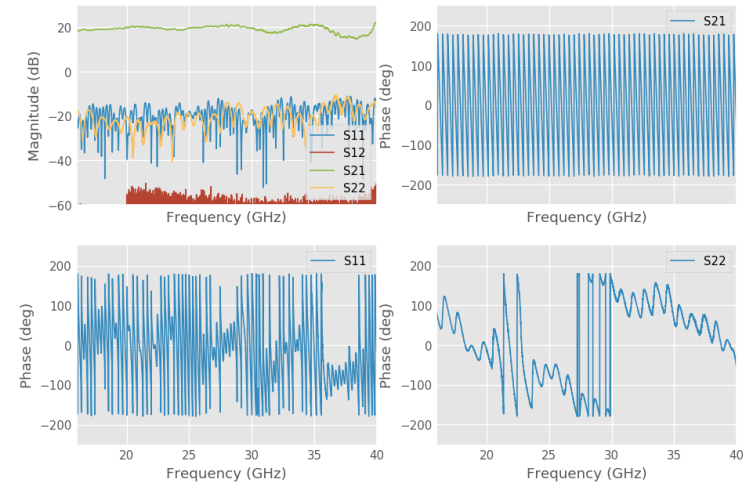 20
0
−20
−40
−60
Magnitude (dB)
S11
S12
S21
S22
Frequency (GHz)
200
100
0
−100
−200
Phase (deg)
S21
Frequency (GHz)
200
100
0
−100
−200
Phase (deg)
S11
20
25
30
35
40
Frequency (GHz)
200
100
0
−100
−200
Phase (deg)
S22
20
25
30
35
40
Frequency (GHz)